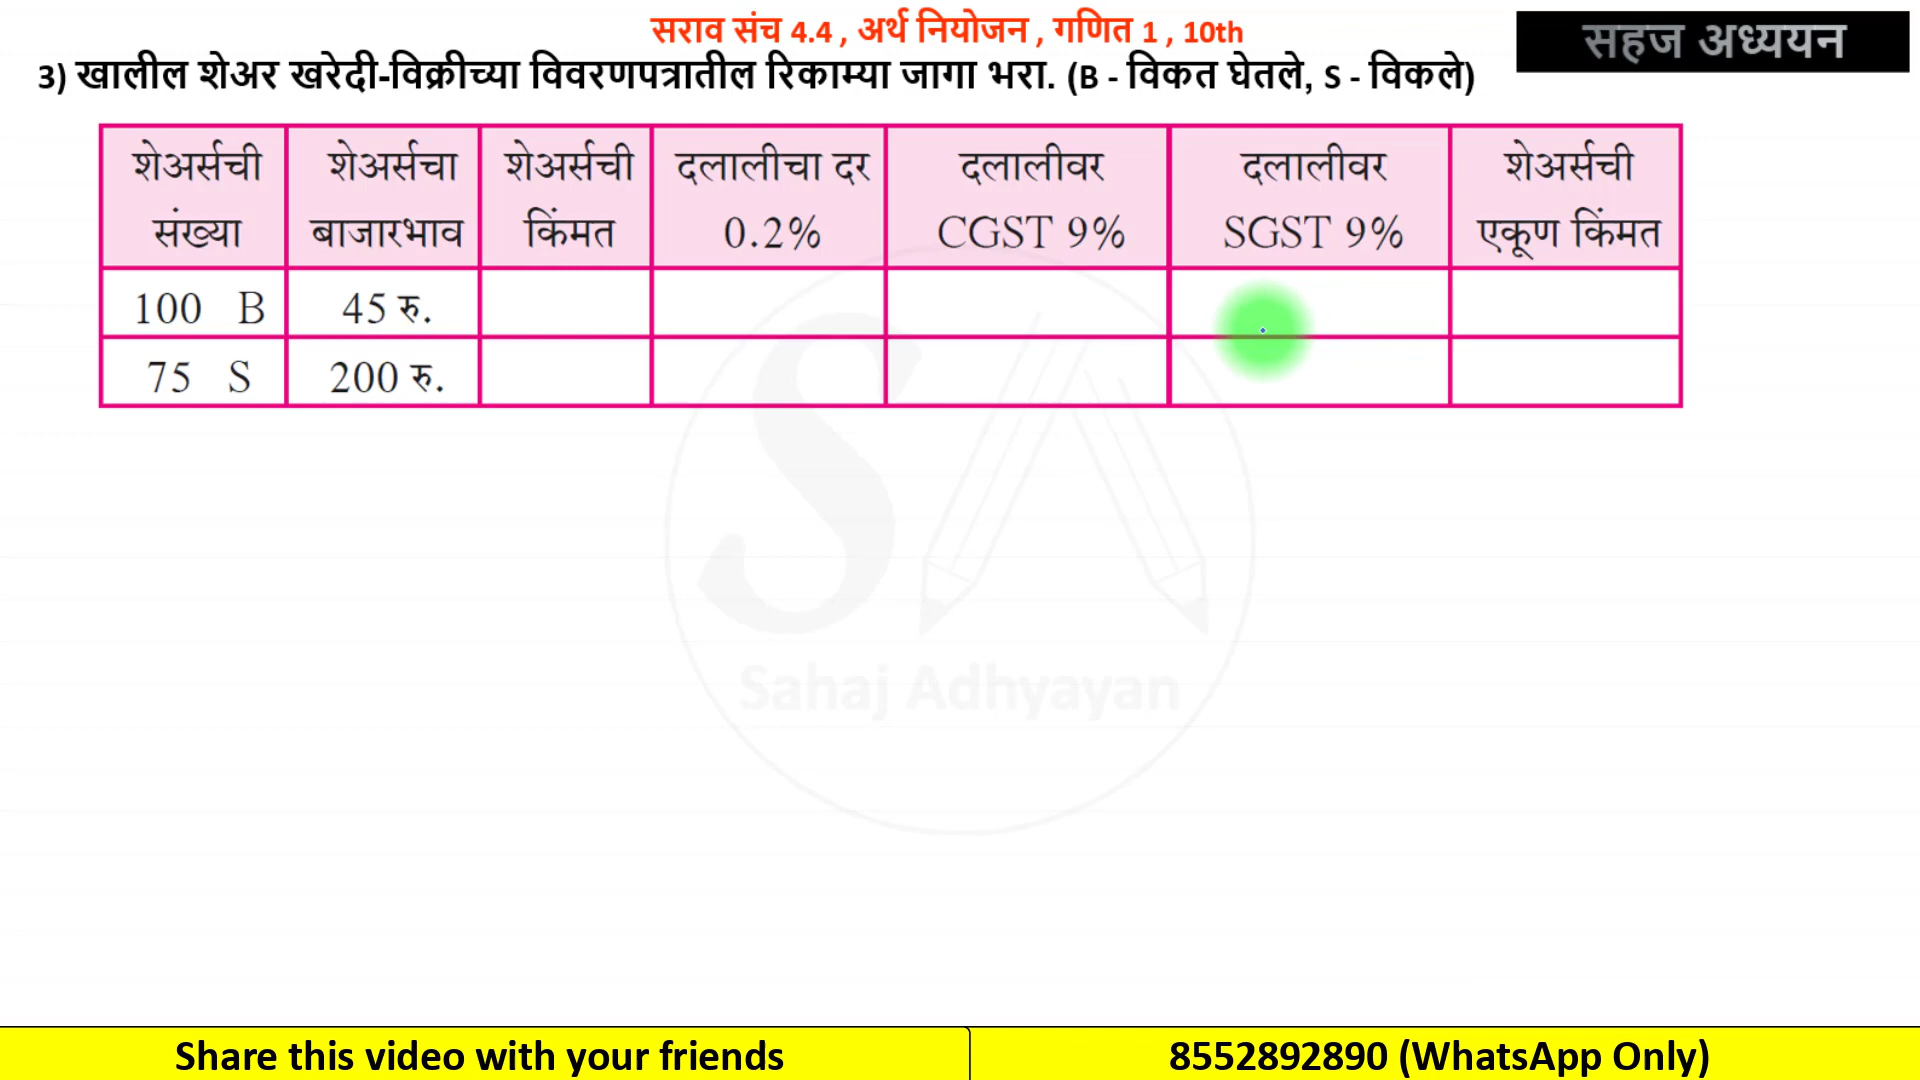 सराव संच 4.4 , अर्थ नियोजन , गणित 1 , 10th
सहज अध्ययन
3) खालील शेअर खरेदी-विक्रीच्या विवरणपत्रातील रिकाम्या जागा भरा. (B - विकत घेतले, S - विकले)
शेअर्सची संख्या शेअर्सचा बाजारभाव शेअर्सची किंमत दलालीचा दर 0.2% दलालीवर CGST 9% दलालीवर SGST 9% शेअर्सची एकूण किंमत
100 B 45 रु.
75 S 200 रु.
SA
Sahaj Adhyayan
Share this video with your friends
8552892890 (WhatsApp Only)